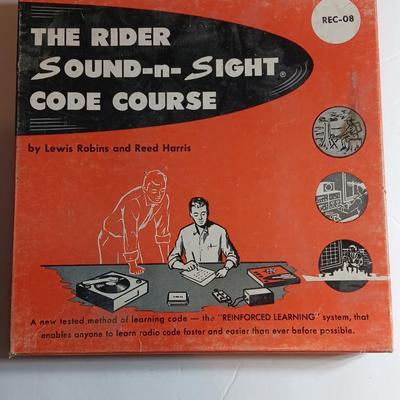 THE RIDER
SOUND-n-SIGHT®
CODE COURSE
REC-08
by Lewis Robins and Reed Harris
A new tested method of learning code — the "REINFORCED LEARNING" system, that
enables anyone to learn radio code faster and easier than ever before possible.